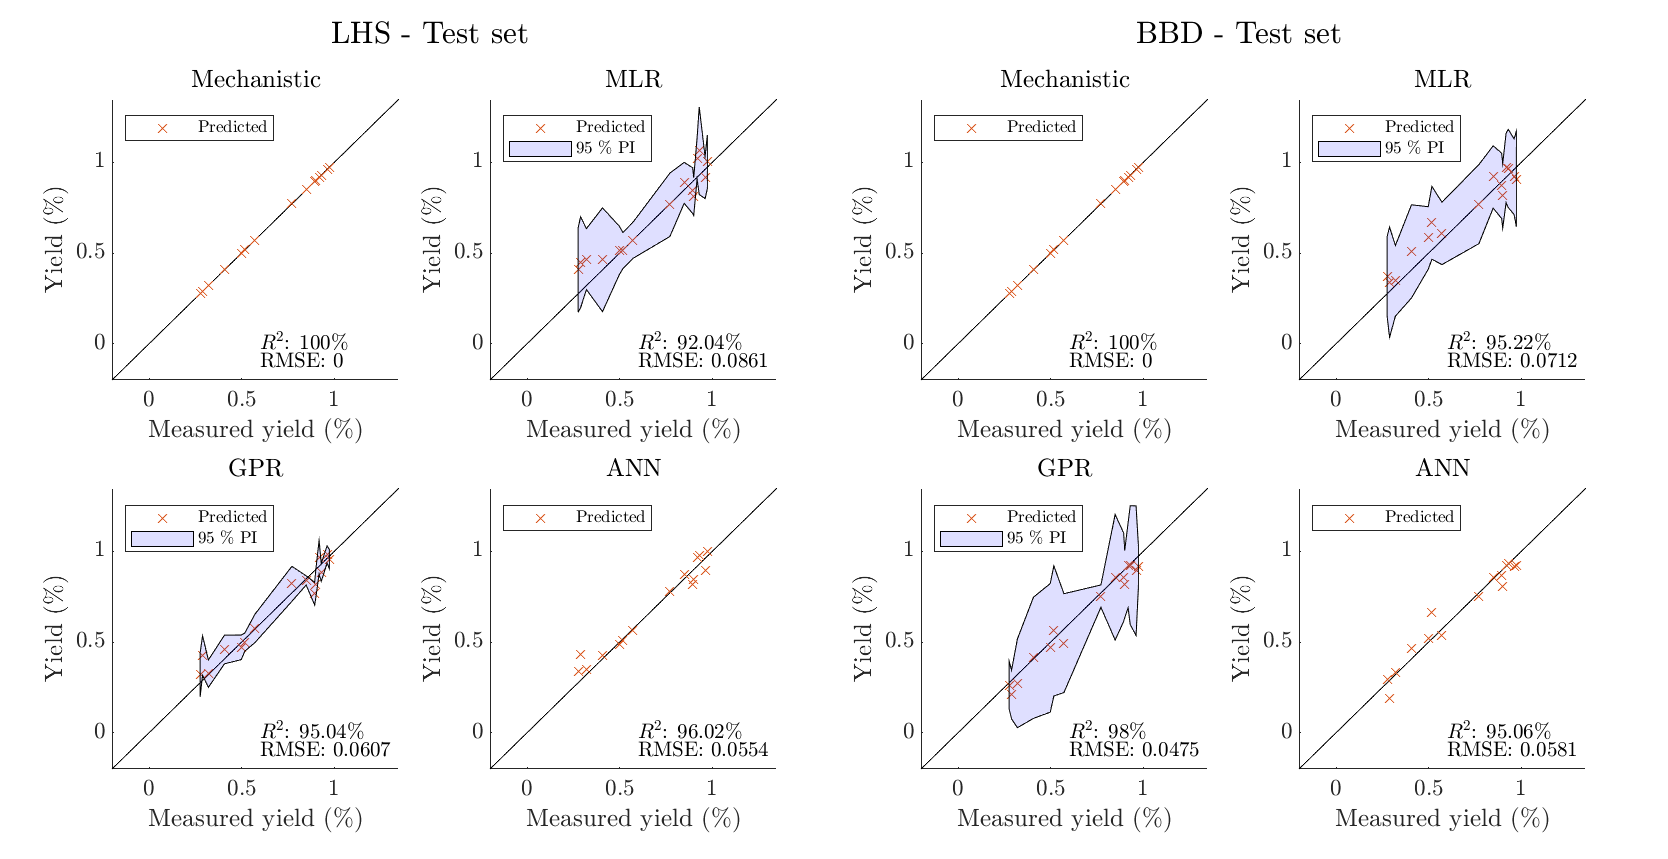 LHS - Test set
Mechanistic
Predicted
1
0.5
0
Yield (%)
R²: 100%
RMSE: 0
0 0.5 1
Measured yield (%)
MLR
Predicted
95 % PI
1
0.5
0
Yield (%)
R²: 92.04%
RMSE: 0.0861
0 0.5 1
Measured yield (%)
GPR
Predicted
95 % PI
1
0.5
0
Yield (%)
R²: 95.04%
RMSE: 0.0607
0 0.5 1
Measured yield (%)
ANN
Predicted
1
0.5
0
Yield (%)
R²: 96.02%
RMSE: 0.0554
0 0.5 1
Measured yield (%)
BBD - Test set
Mechanistic
Predicted
1
0.5
0
Yield (%)
R²: 100%
RMSE: 0
0 0.5 1
Measured yield (%)
MLR
Predicted
95 % PI
1
0.5
0
Yield (%)
R²: 95.22%
RMSE: 0.0712
0 0.5 1
Measured yield (%)
GPR
Predicted
95 % PI
1
0.5
0
Yield (%)
R²: 98%
RMSE: 0.0475
0 0.5 1
Measured yield (%)
ANN
Predicted
1
0.5
0
Yield (%)
R²: 95.06%
RMSE: 0.0581
0 0.5 1
Measured yield (%)